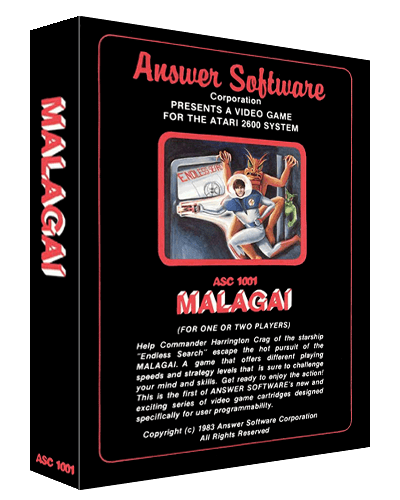 MALAGAI
ASC 1001
Answer Software
Corporation
PRESENTS A VIDEO GAME
FOR THE ATARI 2600 SYSTEM
ENDLESS
ASC 1001
MALAGAI
(FOR ONE OR TWO PLAYERS)
Help Commander Harrington Crag of the starship
"Endless Search" escape the hot pursuit of the
MALAGAI. A game that offers different playing
speeds and strategy levels that is sure to challenge
your mind and skills. Get ready to enjoy the action!
This is the first of ANSWER SOFTWARE's new and
exciting series of video game cartridges designed
specifically for user programmability.
Copyright (c) 1983 Answer Software Corporation
All Rights Reserved